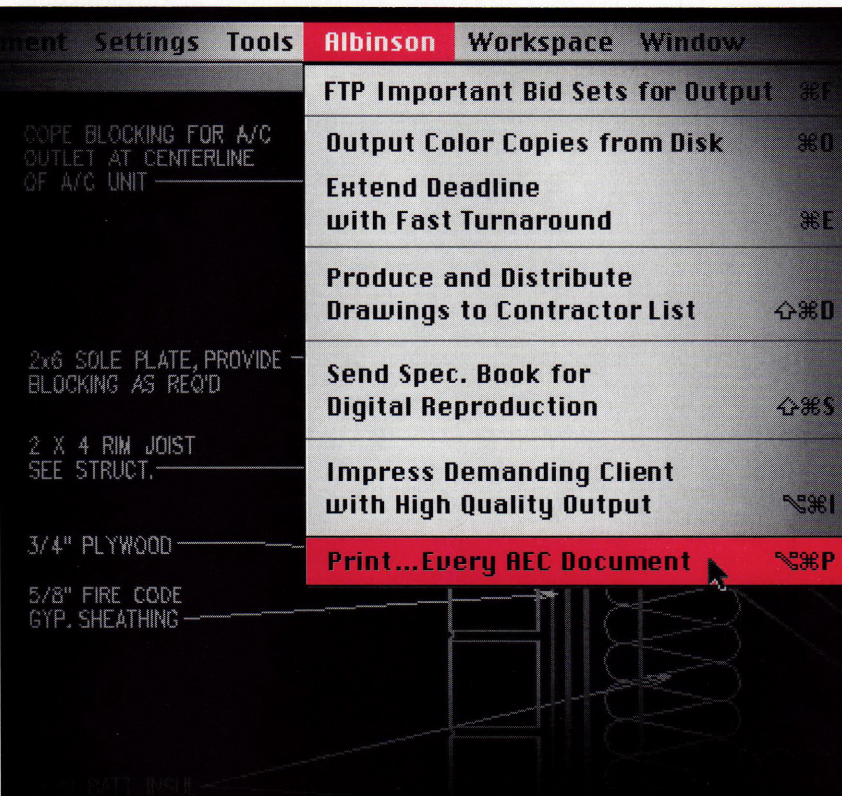 ment Settings Tools Albinson Workspace Window
FTP Important Bid Sets for Output ⌘F
Output Color Copies from Disk ⌘O
Extend Deadline
with Fast Turnaround ⌘E
Produce and Distribute
Drawings to Contractor List ⇧⌘D
Send Spec. Book for
Digital Reproduction ⇧⌘S
Impress Demanding Client
with High Quality Output ⌥⌘I
Print...Every AEC Document ⌥⌘P
COPE BLOCKING FOR A/C
OUTLET AT CENTERLINE
OF A/C UNIT
2x6 SOLE PLATE, PROVIDE
BLOCKING AS REQ'D
2 X 4 RIM JOIST
SEE STRUCT.
3/4" PLYWOOD
5/8" FIRE CODE
GYP. SHEATHING
BATT INSUL